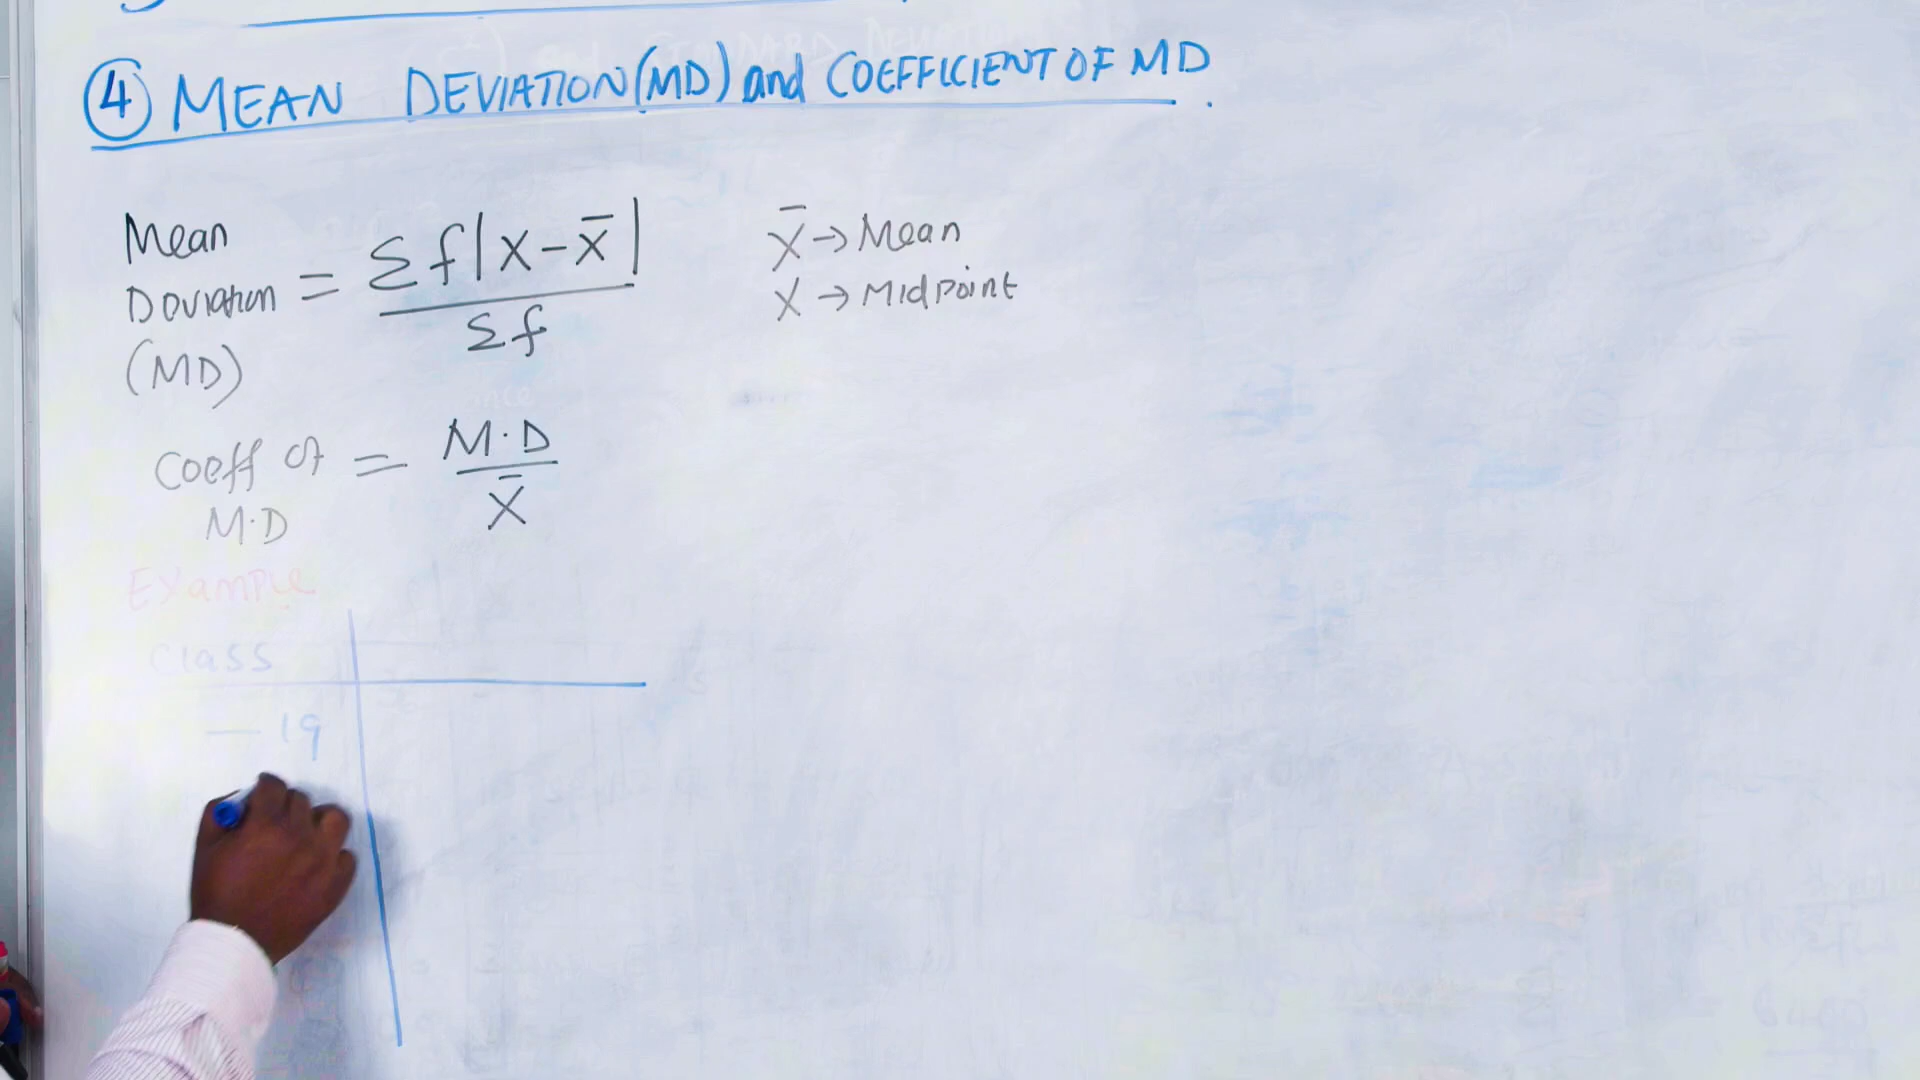 ④ MEAN DEVIATION (MD) and COEFFICIENT OF MD.
Mean
Deviation
(MD)
= Σf|x-x̄|
Σf
x̄ → Mean
x → Midpoint
Coeff of
M.D
= M·D
x̄
Example
Class
— 19